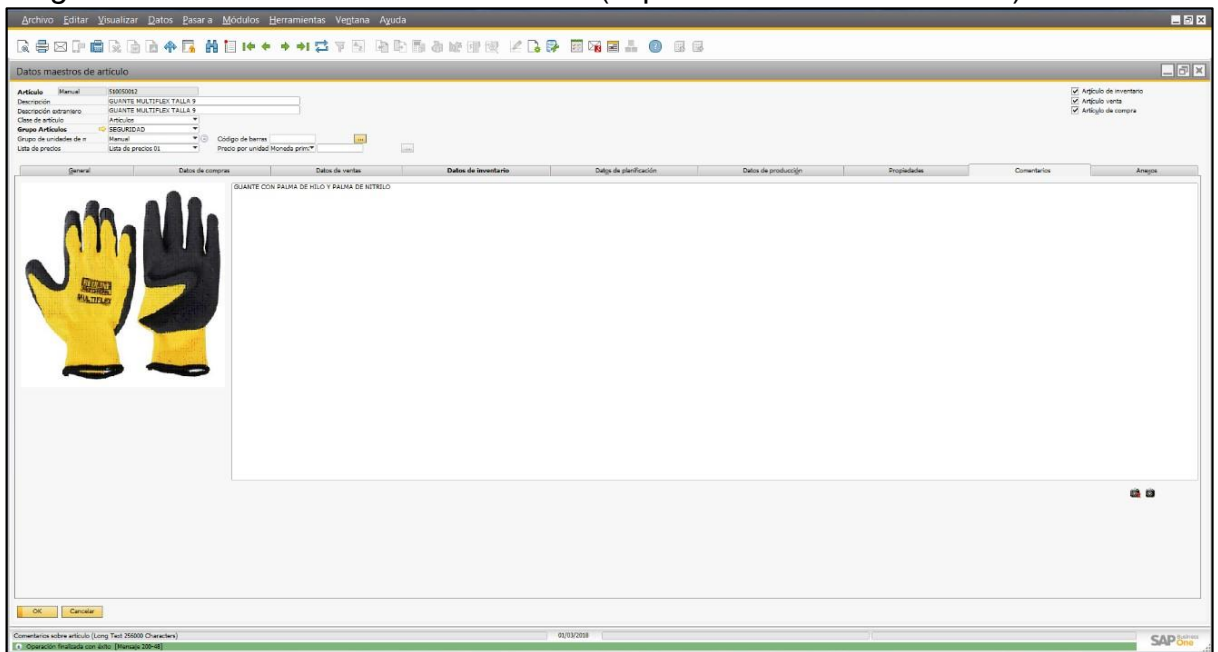 Archivo Editar Visualizar Datos Pasar a Módulos Herramientas Ventana Ayuda
Datos maestros de artículo
Artículo Manual 510050012
Descripción GUANTE MULTIFLEX TALLA 9
Descripción extranjero GUANTE MULTIFLEX TALLA 9
Clase de artículo Artículos
Grupo Artículos SEGURIDAD
Grupo de unidades de m Manual Código de barras
Lista de precios Lista de precios 01 Precio por unidad Moneda prim
Artículo de inventario
Artículo venta
Artículo de compra
General Datos de compras Datos de ventas Datos de inventario Datos de planificación Datos de producción Propiedades Comentarios Anexos
GUANTE CON PALMA DE HILO Y PALMA DE NITRILO
MULTIFLEX
OK Cancelar
Comentarios sobre artículo (Long Text 256000 Characters) 01/03/2018
Operación finalizada con éxito [Mensaje 200-48]
SAP Business One